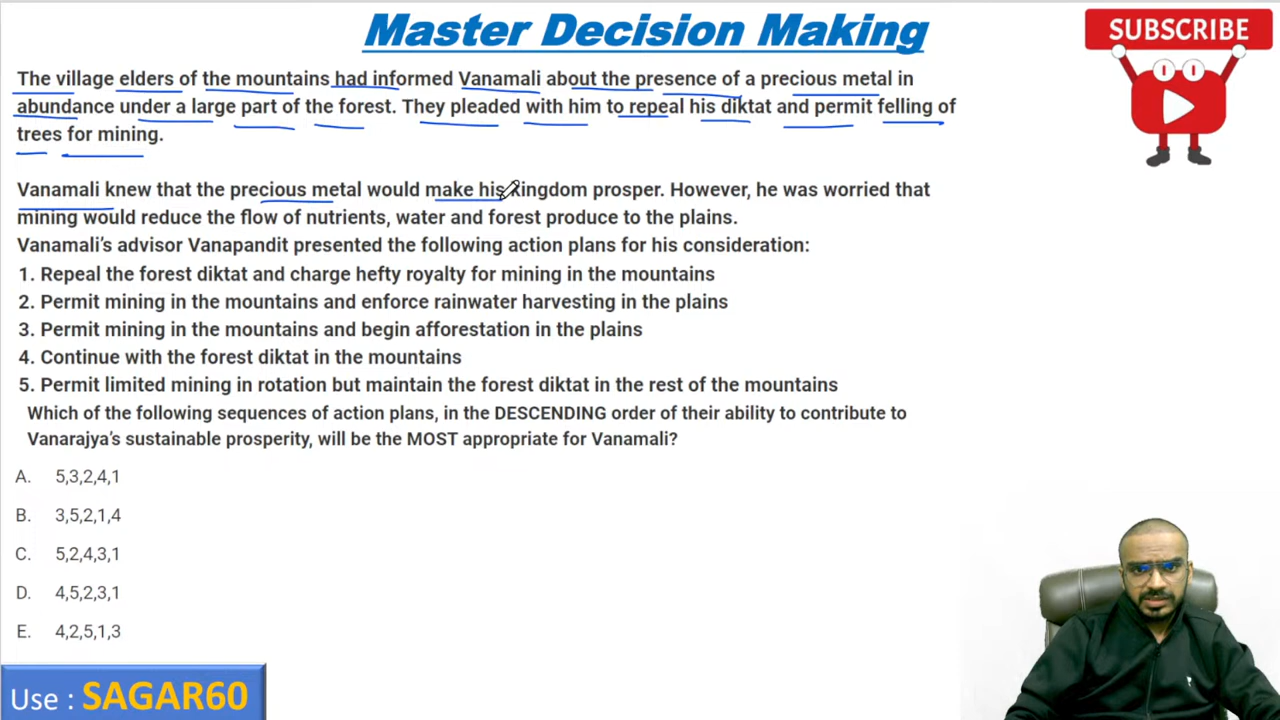 Master Decision Making
SUBSCRIBE
The village elders of the mountains had informed Vanamali about the presence of a precious metal in
abundance under a large part of the forest. They pleaded with him to repeal his diktat and permit felling of
trees for mining.
Vanamali knew that the precious metal would make his kingdom prosper. However, he was worried that
mining would reduce the flow of nutrients, water and forest produce to the plains.
Vanamali's advisor Vanapandit presented the following action plans for his consideration:
1. Repeal the forest diktat and charge hefty royalty for mining in the mountains
2. Permit mining in the mountains and enforce rainwater harvesting in the plains
3. Permit mining in the mountains and begin afforestation in the plains
4. Continue with the forest diktat in the mountains
5. Permit limited mining in rotation but maintain the forest diktat in the rest of the mountains
Which of the following sequences of action plans, in the DESCENDING order of their ability to contribute to
Vanarajya's sustainable prosperity, will be the MOST appropriate for Vanamali?
A. 5,3,2,4,1
B. 3,5,2,1,4
C. 5,2,4,3,1
D. 4,5,2,3,1
E. 4,2,5,1,3
Use : SAGAR60